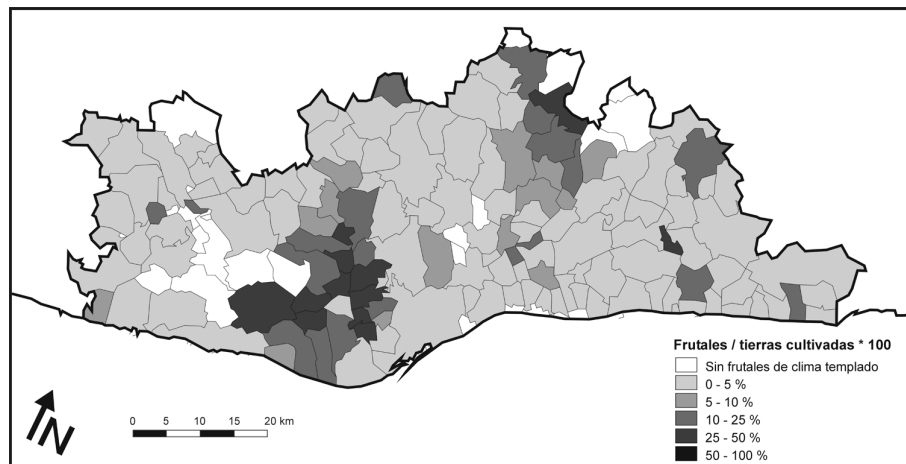 Frutales / tierras cultivadas * 100
Sin frutales de clima templado
0 - 5 %
5 - 10 %
10 - 25 %
25 - 50 %
50 - 100 %
N
0 5 10 15 20 km